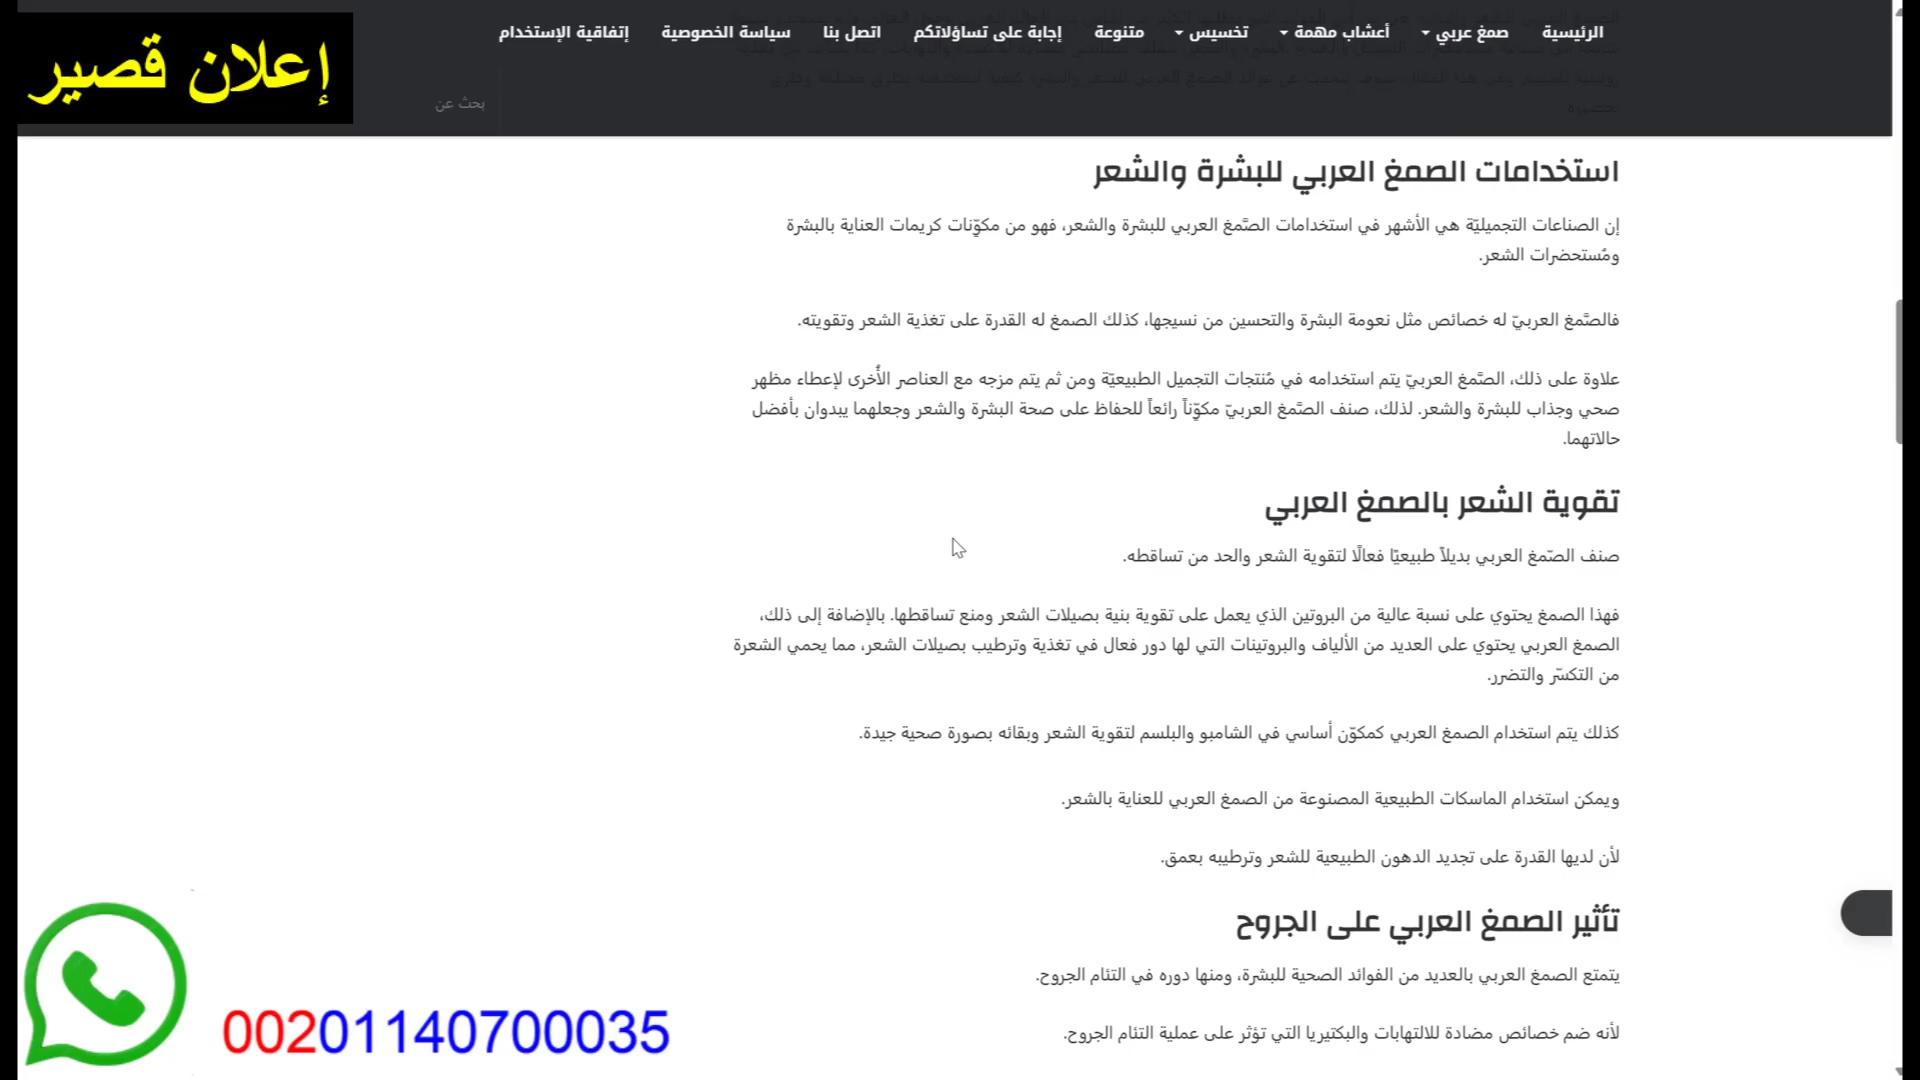 إعلان قصير
الرئيسية
صمغ عربي
أعشاب مهمة
تخسيس
متنوعة
إجابة على تساؤلاتكم
اتصل بنا
سياسة الخصوصية
إتفاقية الإستخدام
بحث عن
استخدامات الصمغ العربي للبشرة والشعر
إن الصناعات التجميليّة هي الأشهر في استخدامات الصَّمغ العربي للبشرة والشعر، فهو من مكوّنات كريمات العناية بالبشرة
ومُستحضرات الشعر.
فالصَّمغ العربيّ له خصائص مثل نعومة البشرة والتحسين من نسيجها، كذلك الصمغ له القدرة على تغذية الشعر وتقويته.
علاوة على ذلك، الصَّمغ العربيّ يتم استخدامه في مُنتجات التجميل الطبيعيّة ومن ثم يتم مزجه مع العناصر الأُخرى لإعطاء مظهر
صحي وجذاب للبشرة والشعر. لذلك، صنف الصَّمغ العربيّ مكوّناً رائعاً للحفاظ على صحة البشرة والشعر وجعلهما يبدوان بأفضل
حالاتهما.
تقوية الشعر بالصمغ العربي
صنف الصّمغ العربي بديلاً طبيعيًا فعالًا لتقوية الشعر والحد من تساقطه.
فهذا الصمغ يحتوي على نسبة عالية من البروتين الذي يعمل على تقوية بنية بصيلات الشعر ومنع تساقطها. بالإضافة إلى ذلك،
الصمغ العربي يحتوي على العديد من الألياف والبروتينات التي لها دور فعال في تغذية وترطيب بصيلات الشعر، مما يحمي الشعرة
من التكسّر والتضرر.
كذلك يتم استخدام الصمغ العربي كمكوّن أساسي في الشامبو والبلسم لتقوية الشعر وبقائه بصورة صحية جيدة.
ويمكن استخدام الماسكات الطبيعية المصنوعة من الصمغ العربي للعناية بالشعر.
لأن لديها القدرة على تجديد الدهون الطبيعية للشعر وترطيبه بعمق.
تأثير الصمغ العربي على الجروح
يتمتع الصمغ العربي بالعديد من الفوائد الصحية للبشرة، ومنها دوره في التئام الجروح.
لأنه ضم خصائص مضادة للالتهابات والبكتيريا التي تؤثر على عملية التئام الجروح.
00201140700035